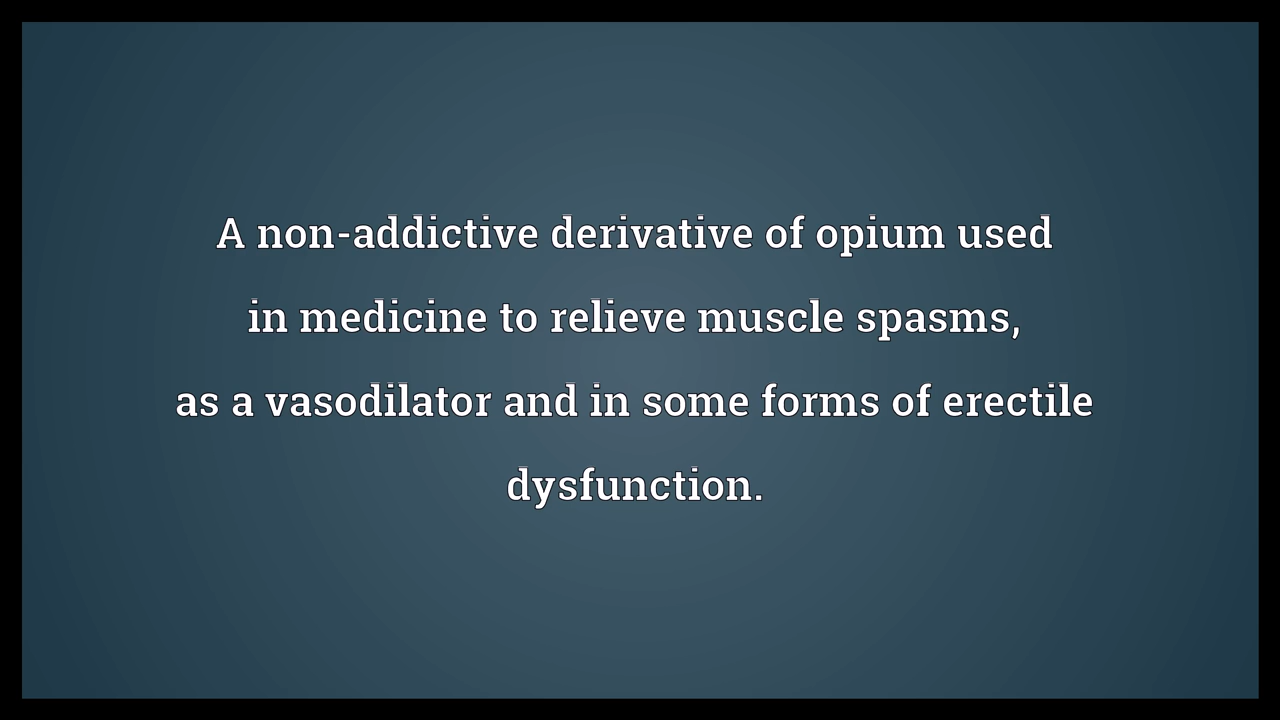 A non-addictive derivative of opium used
in medicine to relieve muscle spasms,
as a vasodilator and in some forms of erectile
dysfunction.